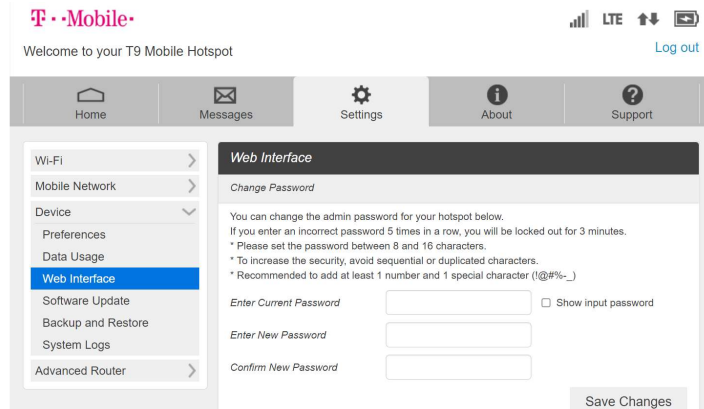 T··Mobile·
LTE
Welcome to your T9 Mobile Hotspot
Log out
Home
Messages
Settings
About
Support
Wi-Fi
Mobile Network
Device
Preferences
Data Usage
Web Interface
Software Update
Backup and Restore
System Logs
Advanced Router
Web Interface
Change Password
You can change the admin password for your hotspot below.
If you enter an incorrect password 5 times in a row, you will be locked out for 3 minutes.
* Please set the password between 8 and 16 characters.
* To increase the security, avoid sequential or duplicated characters.
* Recommended to add at least 1 number and 1 special character (!@#%-_)
Enter Current Password
Show input password
Enter New Password
Confirm New Password
Save Changes